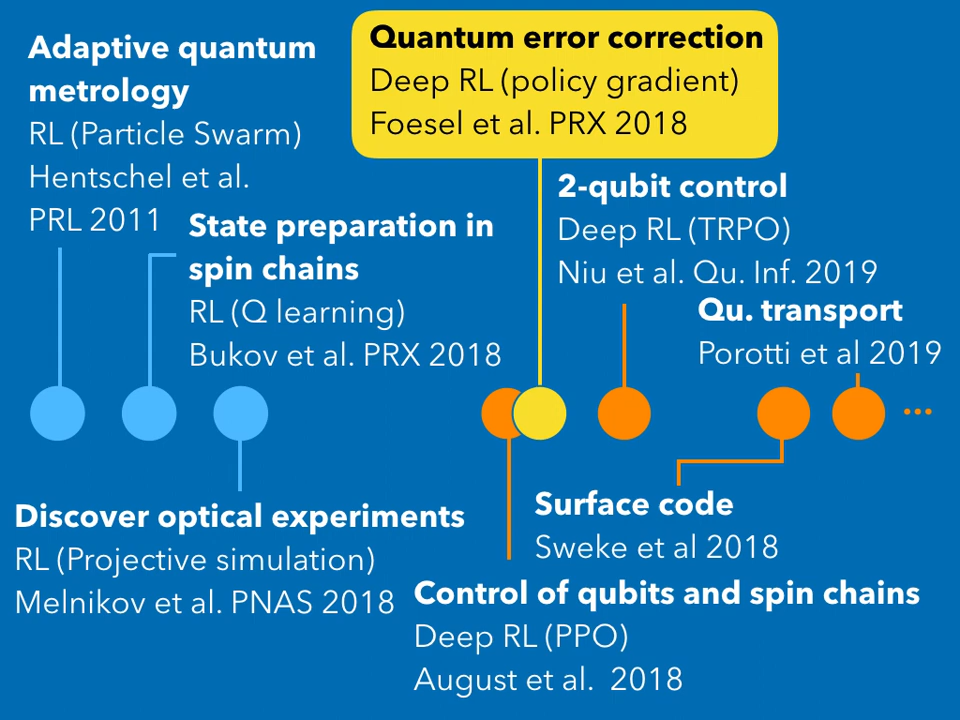 Adaptive quantum
metrology
RL (Particle Swarm)
Hentschel et al.
PRL 2011
Quantum error correction
Deep RL (policy gradient)
Foesel et al. PRX 2018
State preparation in
spin chains
RL (Q learning)
Bukov et al. PRX 2018
2-qubit control
Deep RL (TRPO)
Niu et al. Qu. Inf. 2019
Qu. transport
Porotti et al 2019
...
Discover optical experiments
RL (Projective simulation)
Melnikov et al. PNAS 2018
Surface code
Sweke et al 2018
Control of qubits and spin chains
Deep RL (PPO)
August et al.  2018